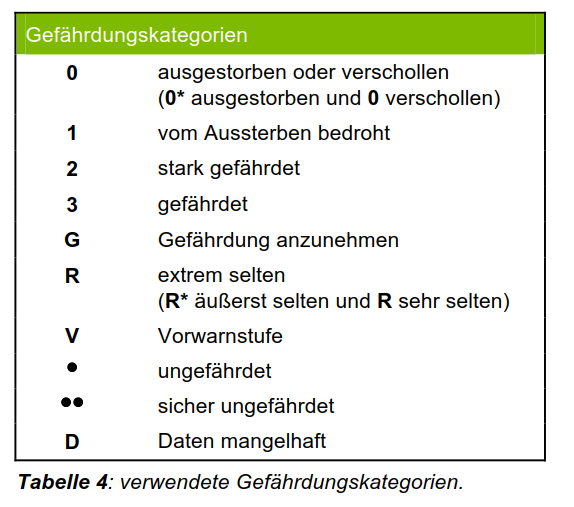 Gefährdungskategorien
0 ausgestorben oder verschollen
(0* ausgestorben und 0 verschollen)
1 vom Aussterben bedroht
2 stark gefährdet
3 gefährdet
G Gefährdung anzunehmen
R extrem selten
(R* äußerst selten und R sehr selten)
V Vorwarnstufe
● ungefährdet
●● sicher ungefährdet
D Daten mangelhaft
Tabelle 4: verwendete Gefährdungskategorien.